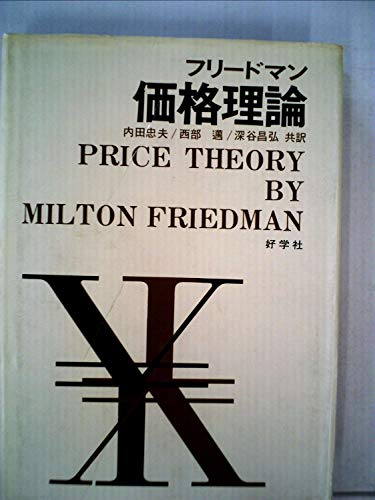 フリードマン
価格理論
内田忠夫/西部 邁/深谷昌弘 共訳
PRICE THEORY
BY
MILTON FRIEDMAN
好学社